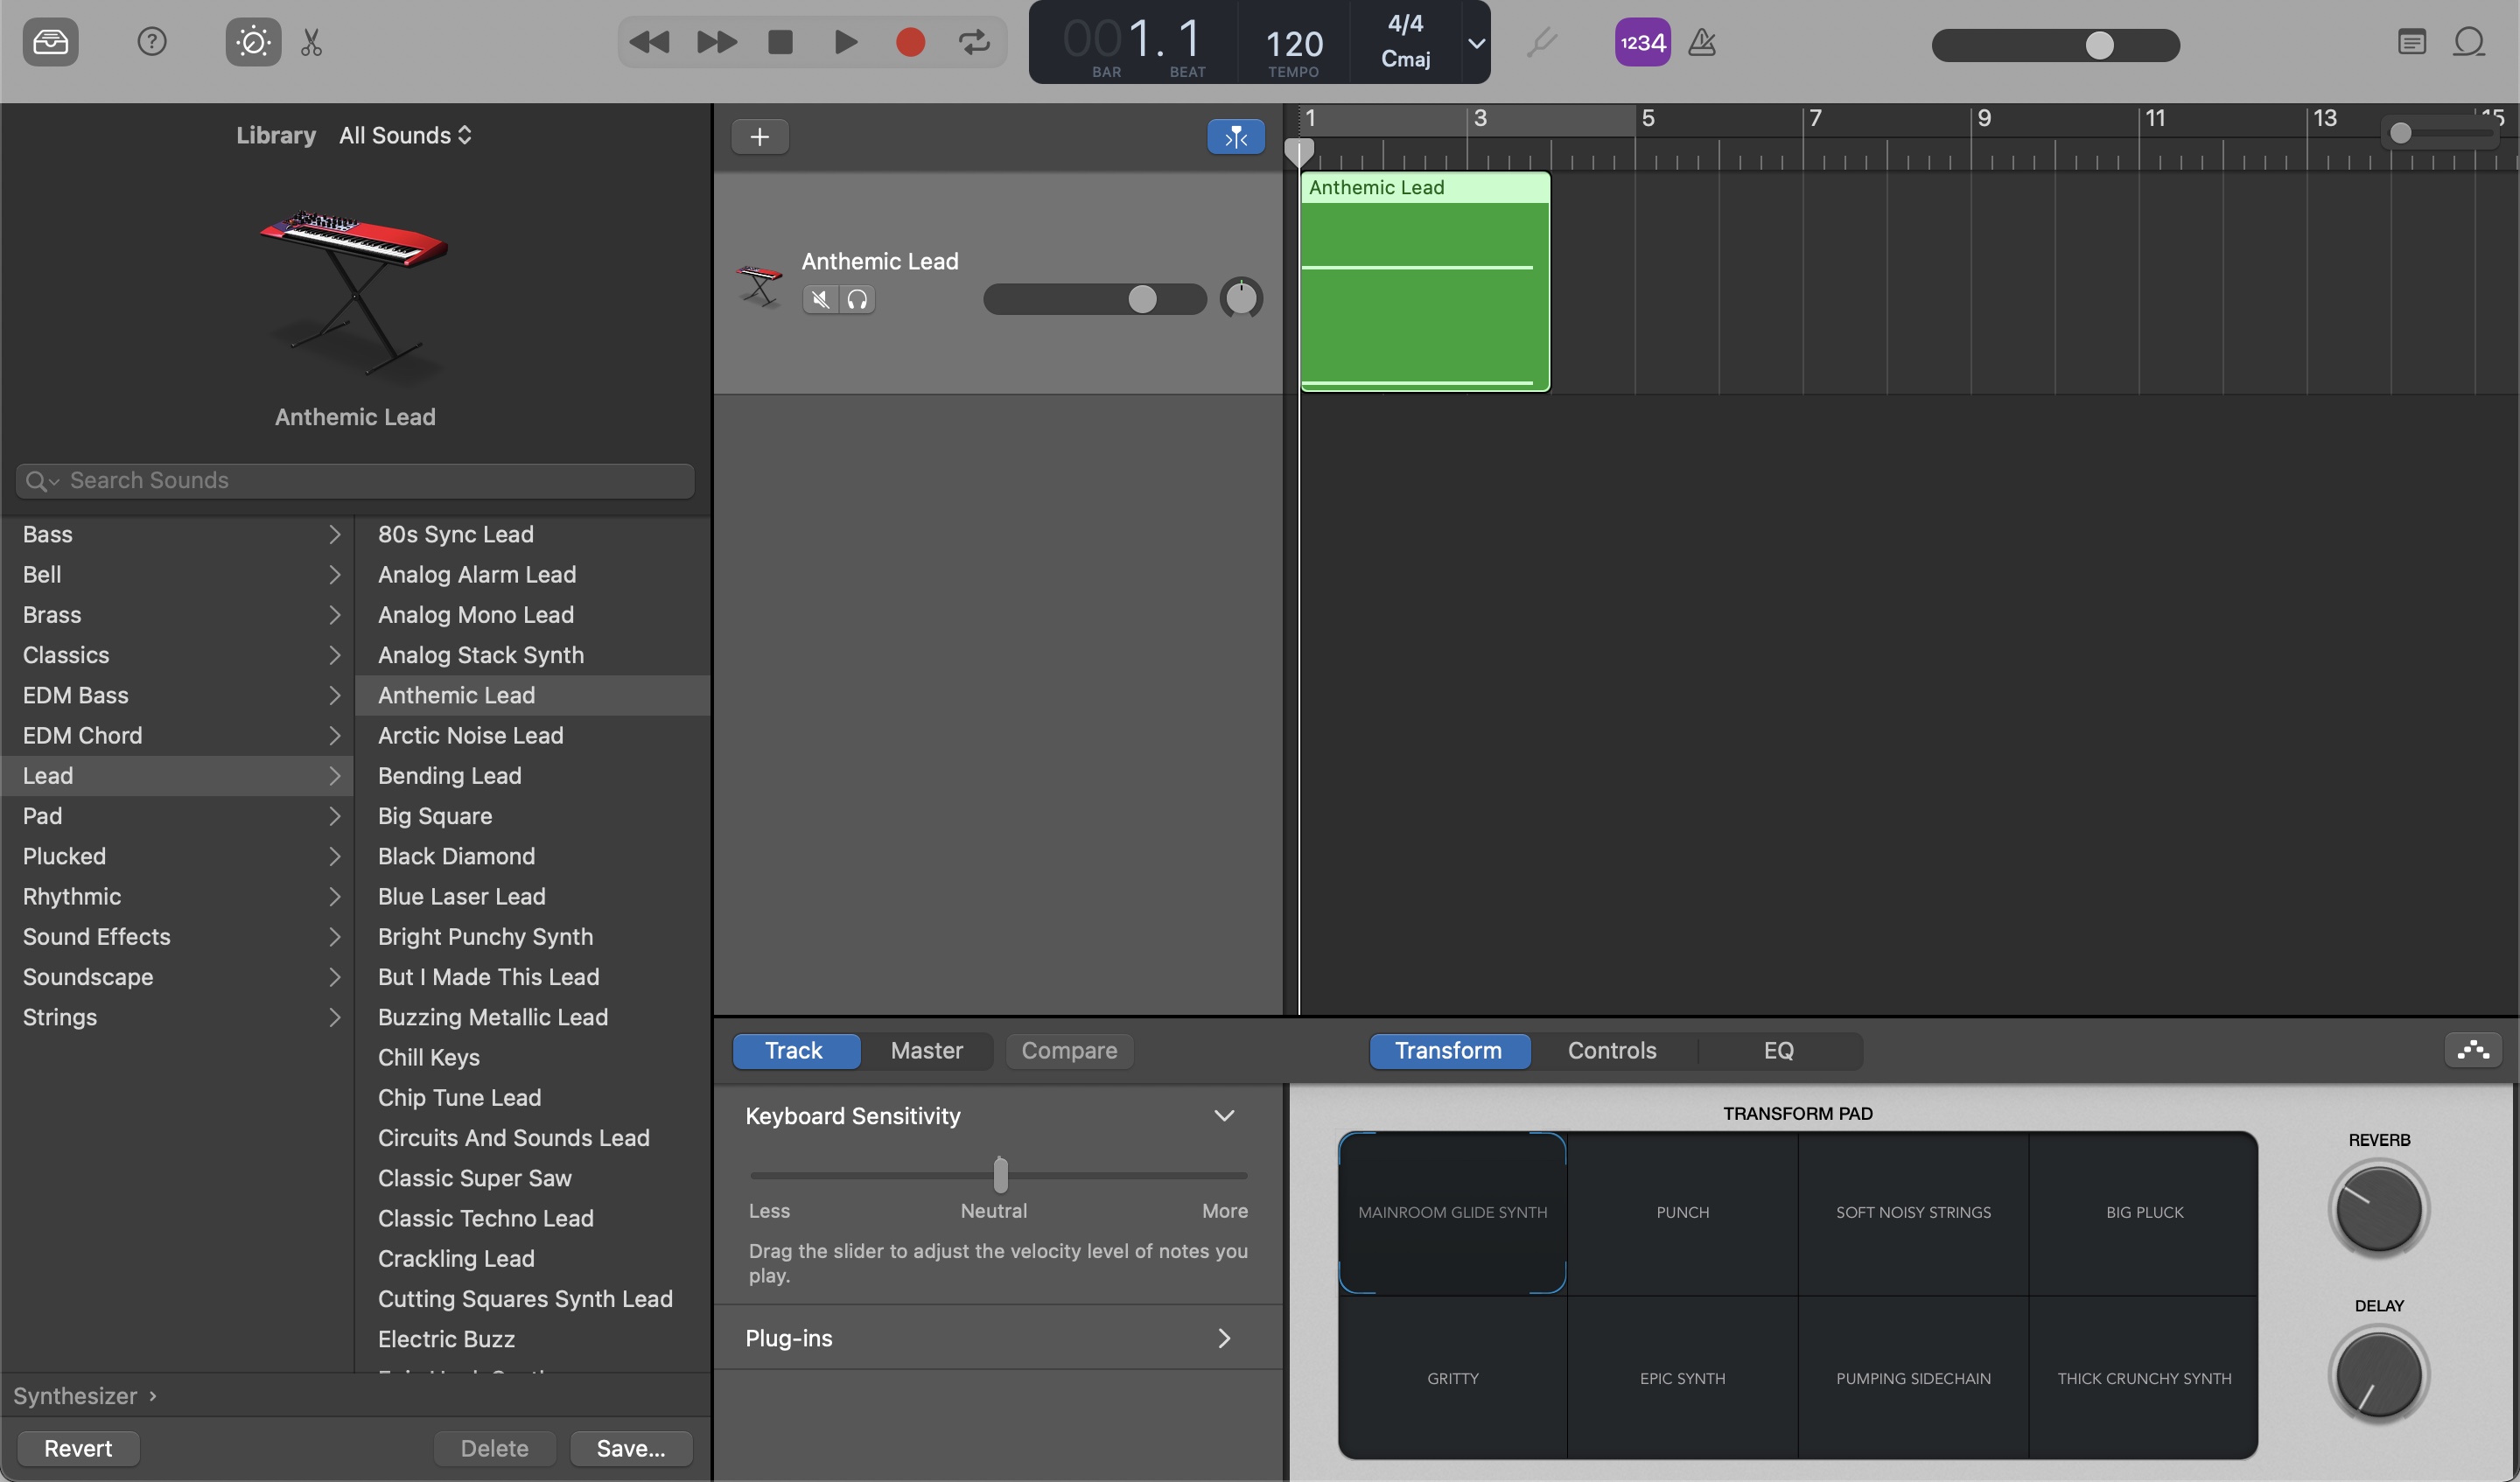 001. 1
BAR
BEAT
120
TEMPO
4/4
Cmaj
1234
Library
All Sounds
Anthemic Lead
Search Sounds
Bass
Bell
Brass
Classics
EDM Bass
EDM Chord
Lead
Pad
Plucked
Rhythmic
Sound Effects
Soundscape
Strings
80s Sync Lead
Analog Alarm Lead
Analog Mono Lead
Analog Stack Synth
Anthemic Lead
Arctic Noise Lead
Bending Lead
Big Square
Black Diamond
Blue Laser Lead
Bright Punchy Synth
But I Made This Lead
Buzzing Metallic Lead
Chill Keys
Chip Tune Lead
Circuits And Sounds Lead
Classic Super Saw
Classic Techno Lead
Crackling Lead
Cutting Squares Synth Lead
Electric Buzz
Synthesizer ›
Revert
Delete
Save...
1 3 5 7 9 11 13 15
Anthemic Lead
Anthemic Lead
Track
Master
Compare
Transform
Controls
EQ
Keyboard Sensitivity
Less
Neutral
More
Drag the slider to adjust the velocity level of notes you
play.
Plug-ins
TRANSFORM PAD
MAINROOM GLIDE SYNTH
PUNCH
SOFT NOISY STRINGS
BIG PLUCK
GRITTY
EPIC SYNTH
PUMPING SIDECHAIN
THICK CRUNCHY SYNTH
REVERB
DELAY